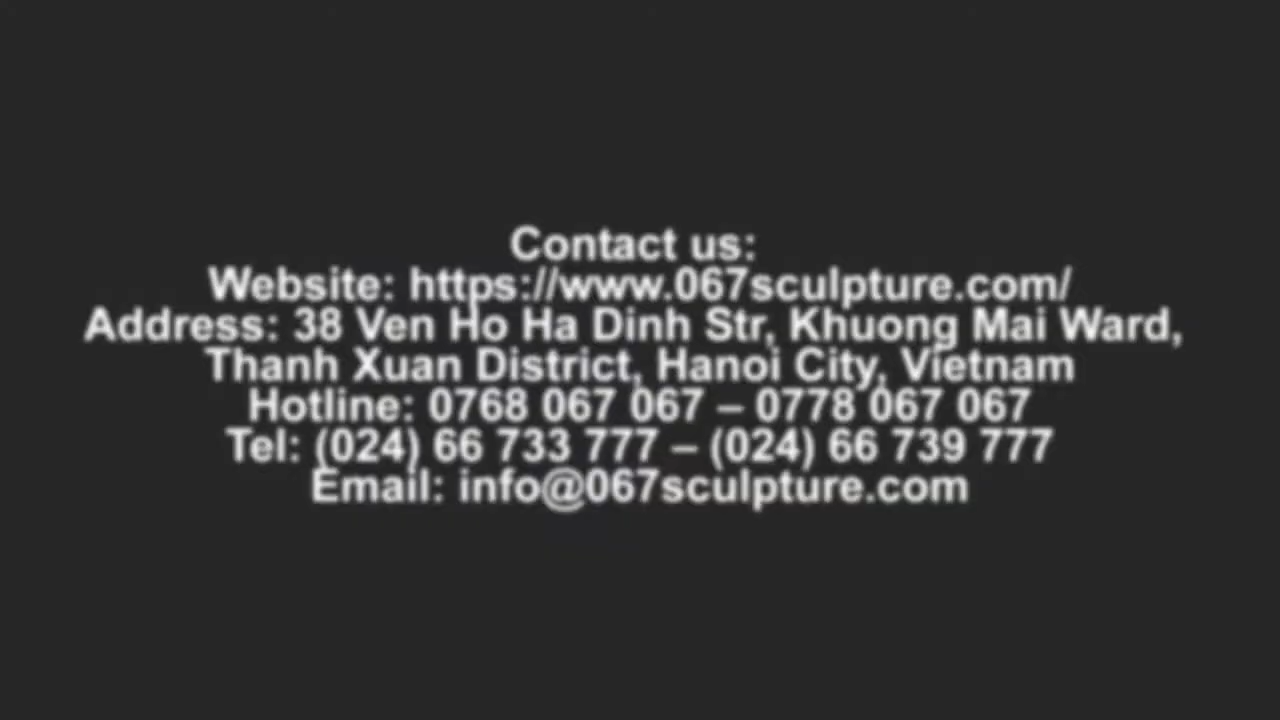 Contact us:
Website: https://www.067sculpture.com/
Address: 38 Ven Ho Ha Dinh Str, Khuong Mai Ward,
Thanh Xuan District, Hanoi City, Vietnam
Hotline: 0768 067 067 – 0778 067 067
Tel: (024) 66 733 777 – (024) 66 739 777
Email: info@067sculpture.com